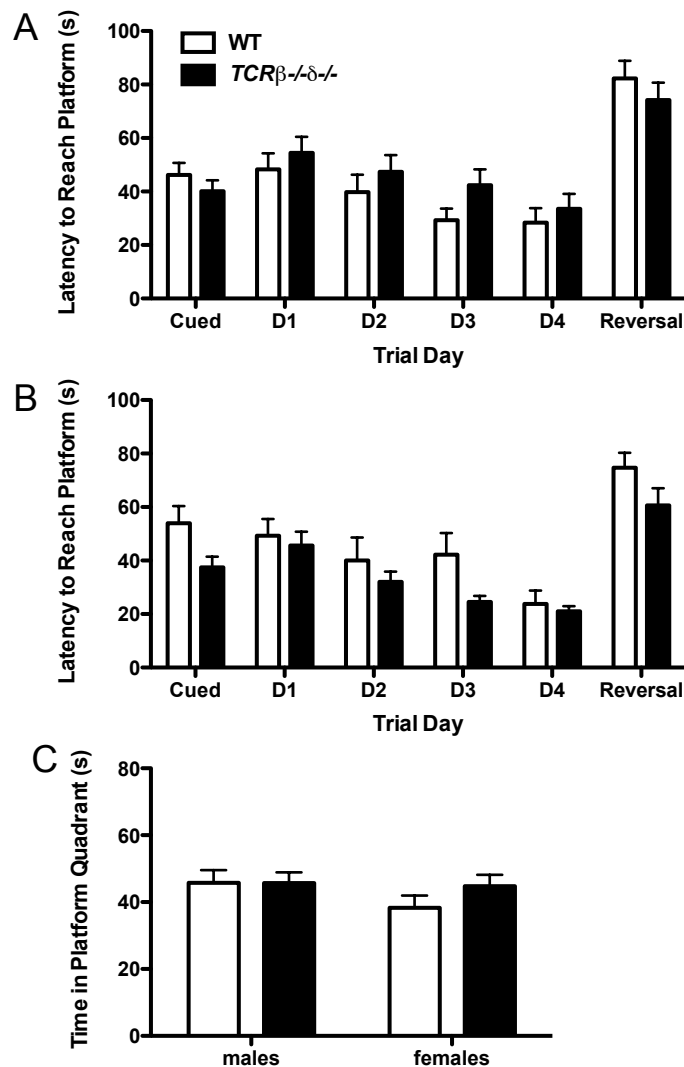 A
Latency to Reach Platform (s)
100
80
60
40
20
0
WT
TCRβ-/-δ-/-
Cued D1 D2 D3 D4 Reversal
Trial Day
B
Latency to Reach Platform (s)
100
80
60
40
20
0
Cued D1 D2 D3 D4 Reversal
Trial Day
C
Time in Platform Quadrant (s)
80
60
40
20
0
males females